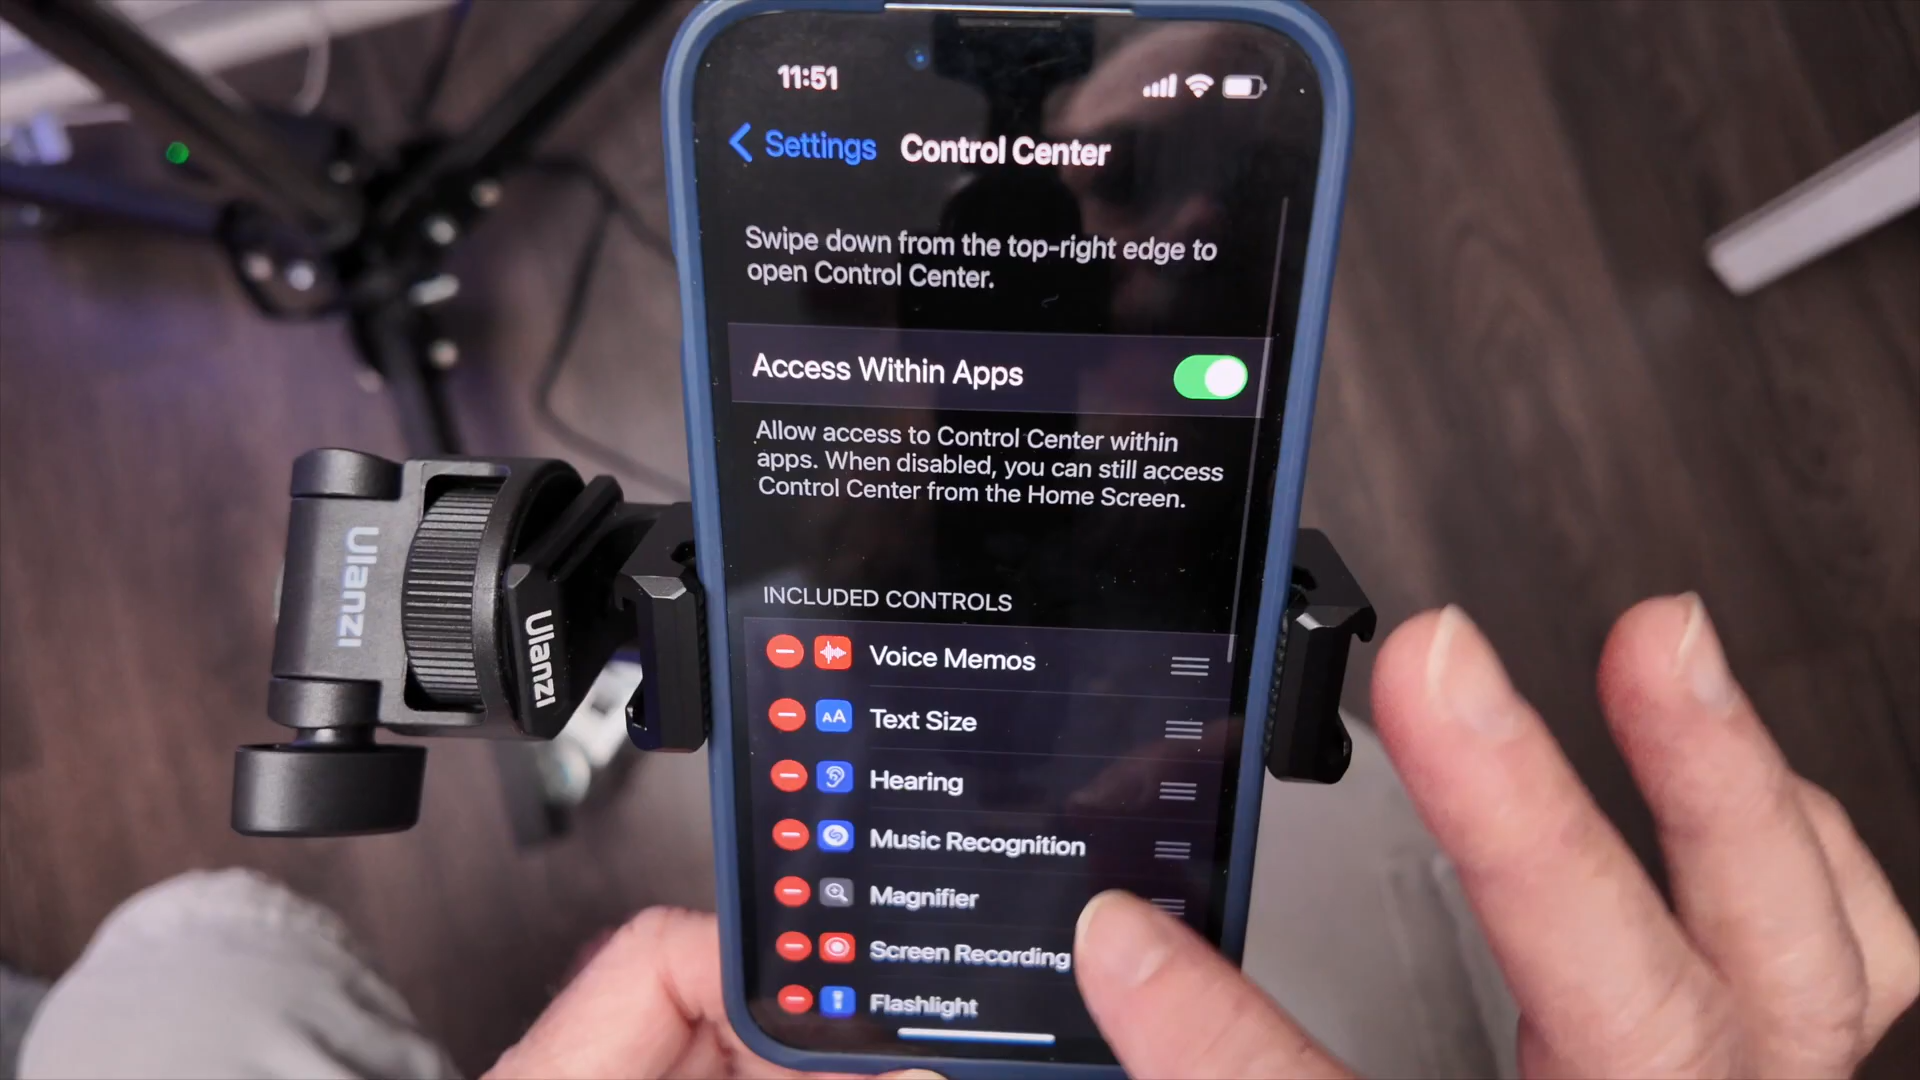 11:51
Settings
Control Center
Swipe down from the top-right edge to
open Control Center.
Access Within Apps
Allow access to Control Center within
apps. When disabled, you can still access
Control Center from the Home Screen.
INCLUDED CONTROLS
Voice Memos
AA Text Size
Hearing
Music Recognition
Magnifier
Screen Recording
Flashlight
Ulanzi
Ulanzi